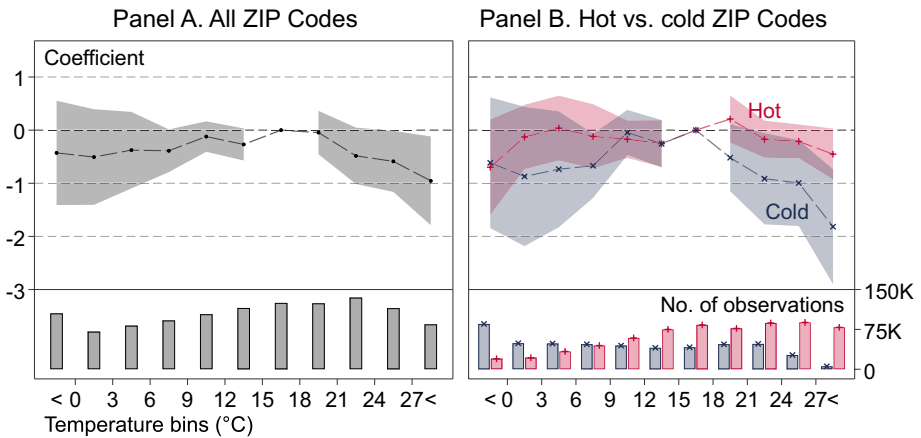 Panel A. All ZIP Codes
Panel B. Hot vs. cold ZIP Codes
Coefficient
1
0
-1
-2
-3
Hot
Cold
No. of observations
150K
75K
0
< 0 3 6 9 12 15 18 21 24 27<
< 0 3 6 9 12 15 18 21 24 27<
Temperature bins (°C)